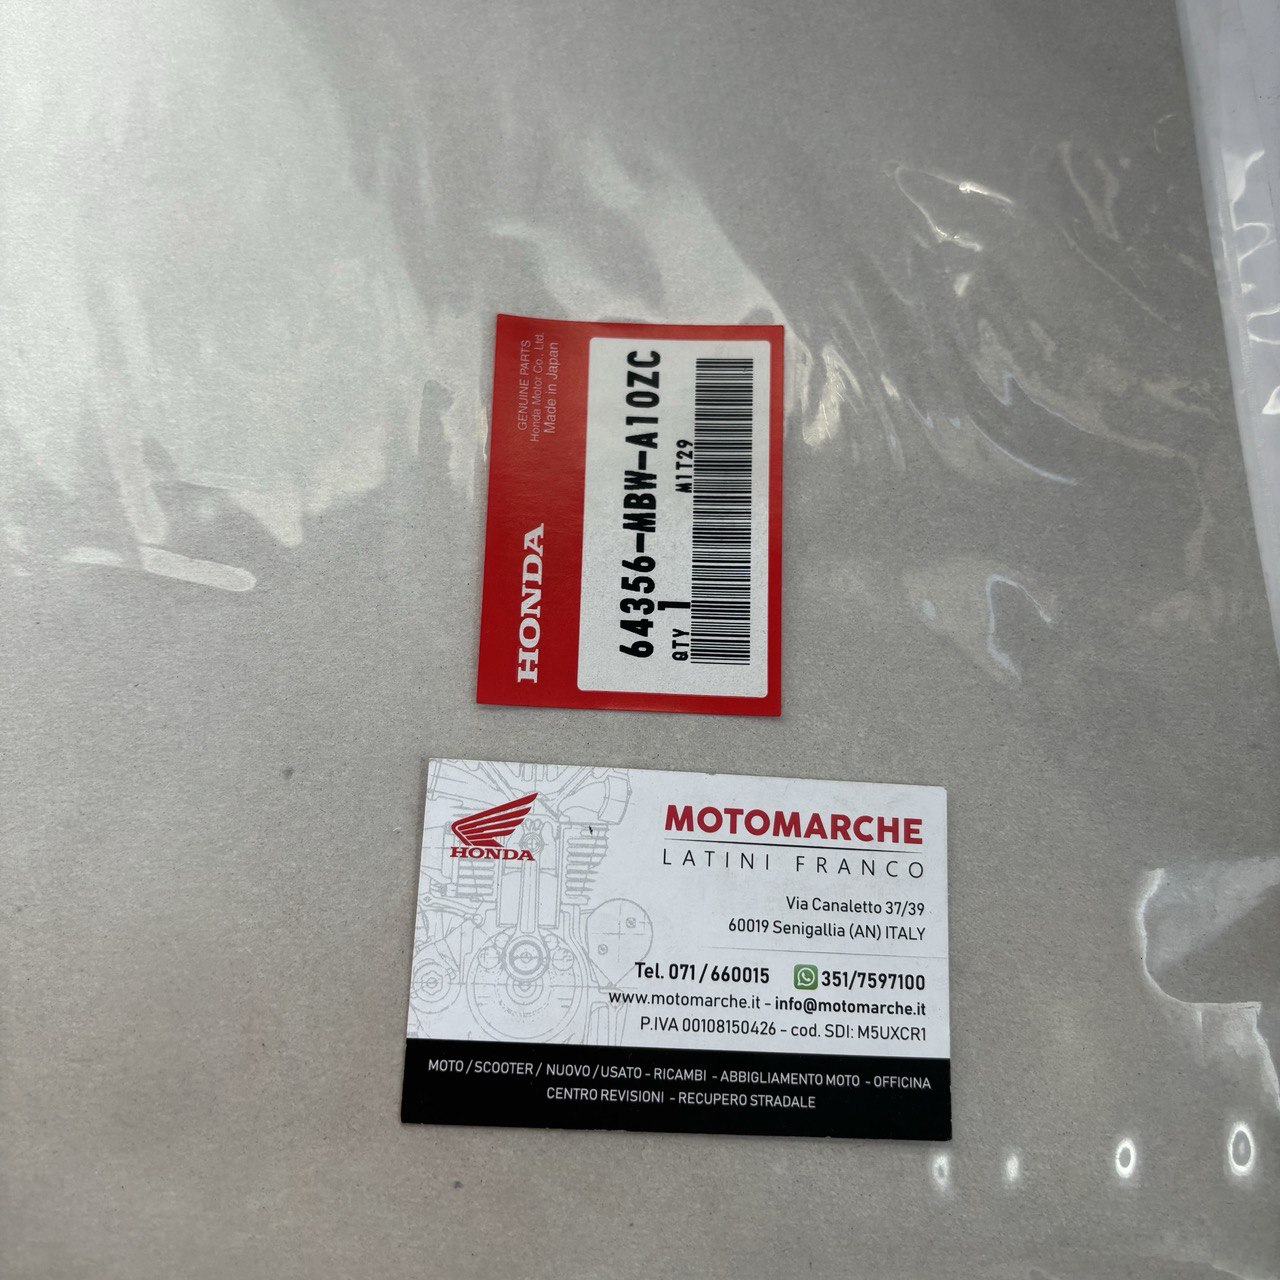 GENUINE PARTS
Honda Motor Co., Ltd.
Made in Japan
HONDA
64356-MBW-A10ZC
QTY 1 M1T29
HONDA
MOTOMARCHE
LATINI FRANCO
Via Canaletto 37/39
60019 Senigallia (AN) ITALY
Tel. 071/660015 351/7597100
www.motomarche.it - info@motomarche.it
P.IVA 00108150426 - cod. SDI: M5UXCR1
MOTO/SCOOTER/ NUOVO/USATO - RICAMBI - ABBIGLIAMENTO MOTO - OFFICINA
CENTRO REVISIONI - RECUPERO STRADALE